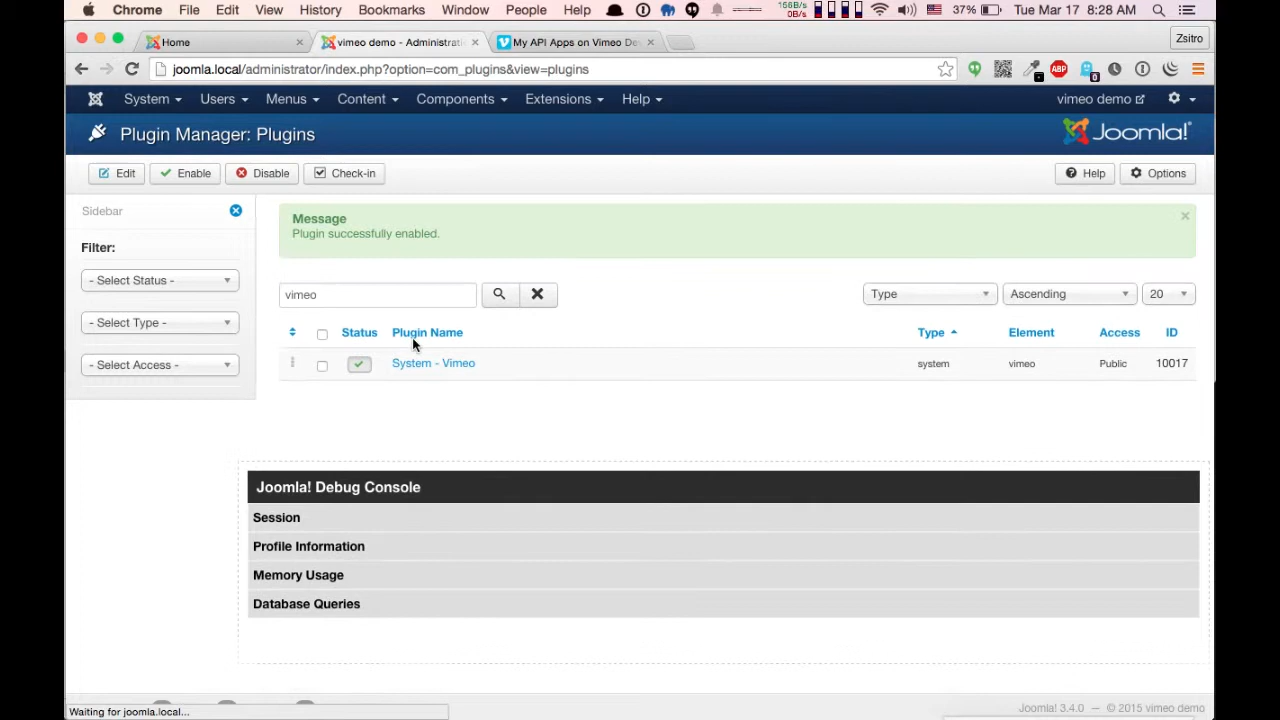 Chrome File Edit View History Bookmarks Window People Help 37% Tue Mar 17 8:28 AM
Home vimeo demo - Administratio My API Apps on Vimeo De Zsitro
joomla.local/administrator/index.php?option=com_plugins&view=plugins ABP
System Users Menus Content Components Extensions Help vimeo demo
Plugin Manager: Plugins Joomla!
Edit Enable Disable Check-in Help Options
Sidebar
Message
Plugin successfully enabled.
Filter:
- Select Status -
- Select Type -
- Select Access -
vimeo Type Ascending 20
Status Plugin Name Type Element Access ID
System - Vimeo system vimeo Public 10017
Joomla! Debug Console
Session
Profile Information
Memory Usage
Database Queries
Joomla! 3.4.0 — © 2015 vimeo demo
Waiting for joomla.local...